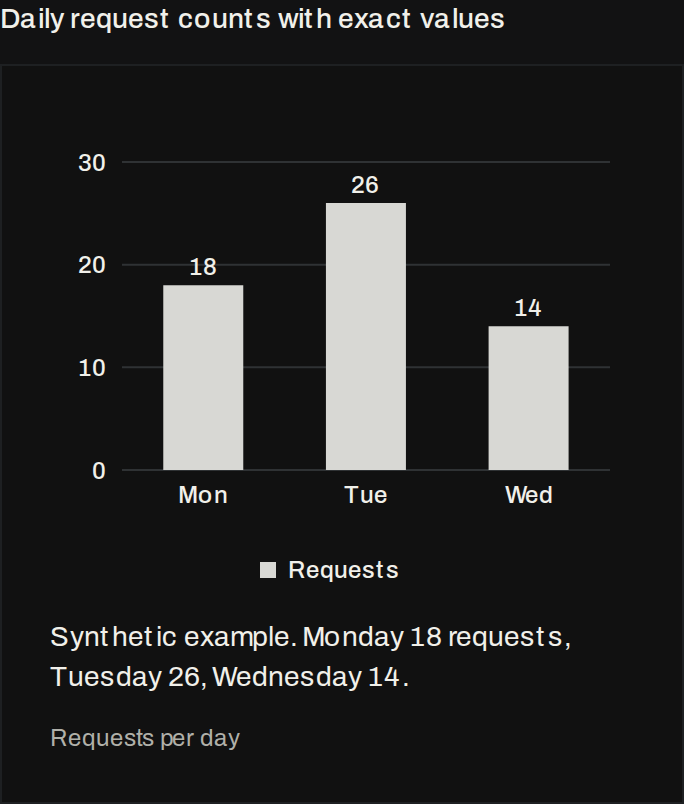 Daily request counts with exact values
30
26
20
18
14
10
0
Mon Tue Wed
Requests
Synthetic example. Monday 18 requests,
Tuesday 26, Wednesday 14.
Requests per day